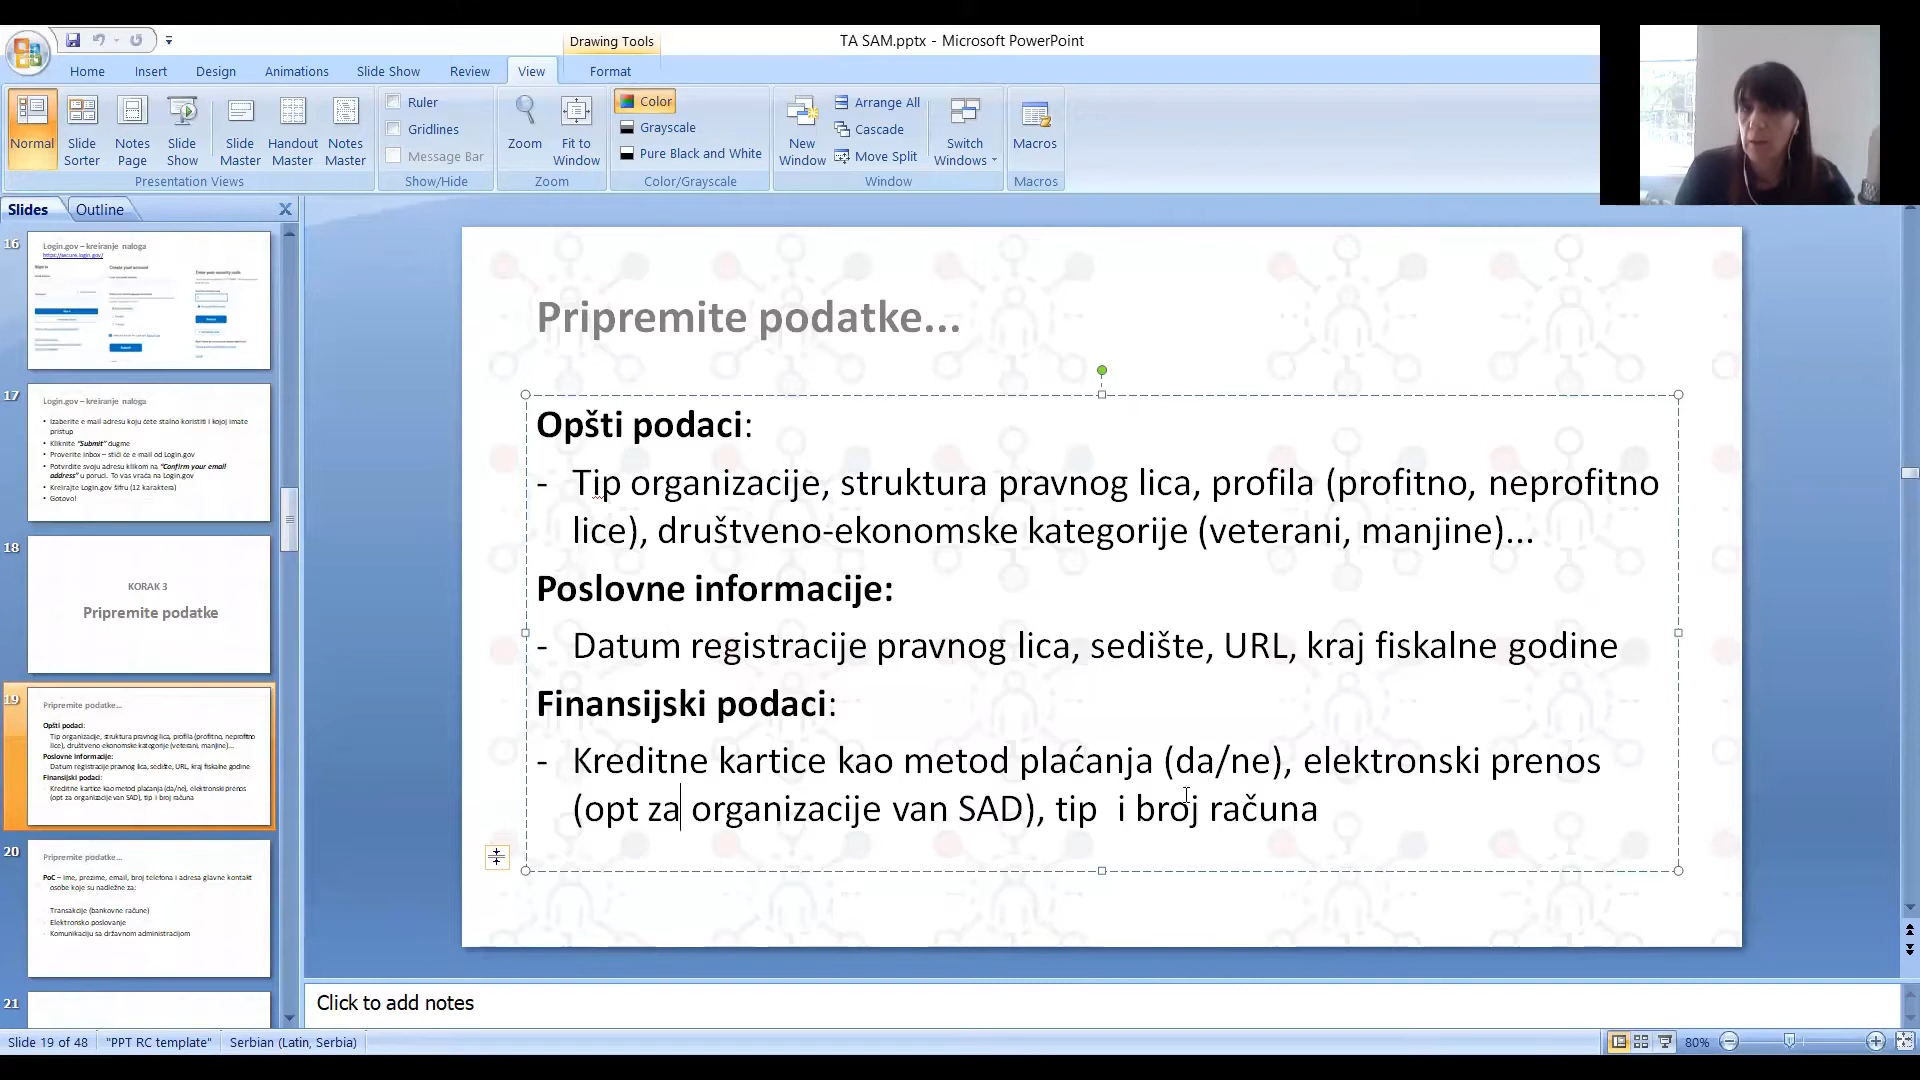 TA SAM.pptx - Microsoft PowerPoint
Drawing Tools
Home Insert Design Animations Slide Show Review View Format
Normal
Slide Sorter
Notes Page
Slide Show
Slide Master
Handout Master
Notes Master
Presentation Views
Ruler
Gridlines
Message Bar
Show/Hide
Zoom
Fit to Window
Zoom
Color
Grayscale
Pure Black and White
Color/Grayscale
New Window
Arrange All
Cascade
Move Split
Switch Windows
Window
Macros
Macros
Slides Outline
16
Login.gov – kreiranje naloga
https://secure.login.gov/
17
Login.gov – kreiranje naloga
• Izaberite e mail adresu koju ćete stalno koristiti i kojoj imate
pristup
• Kliknite "Submit" dugme
• Proverite inbox – stići će e mail od Login.gov
• Potvrdite svoju adresu klikom na "Confirm your email
address" u poruci. To vas vraća na Login.gov
• Kreirajte Login.gov šifru (12 karaktera)
• Gotovo!
18
KORAK 3
Pripremite podatke
19
Pripremite podatke...
Opšti podaci:
Tip organizacije, struktura pravnog lica, profila (profitno, neprofitno
lice), društveno ekonomske kategorije (veterani, manjine)...
Poslovne informacije:
Datum registracije pravnog lica, sedište, URL, kraj fiskalne godine
Finansijski podaci:
Kreditne kartice kao metod plaćanja (da/ne), elektronski prenos
(opt za organizacije van SAD), tip i broj računa
20
Pripremite podatke...
PoC – ime, prezime, email, broj telefona i adresa glavne kontakt
osobe koje su nadležne za:
Transakcije (bankovne račune)
Elektronsko poslovanje
Komunikaciju sa državnom administracijom
21
Pripremite podatke...
Opšti podaci:
- Tip organizacije, struktura pravnog lica, profila (profitno, neprofitno
lice), društveno-ekonomske kategorije (veterani, manjine)...
Poslovne informacije:
- Datum registracije pravnog lica, sedište, URL, kraj fiskalne godine
Finansijski podaci:
- Kreditne kartice kao metod plaćanja (da/ne), elektronski prenos
(opt za organizacije van SAD), tip  i broj računa
Click to add notes
Slide 19 of 48 "PPT RC template" Serbian (Latin, Serbia) 80%